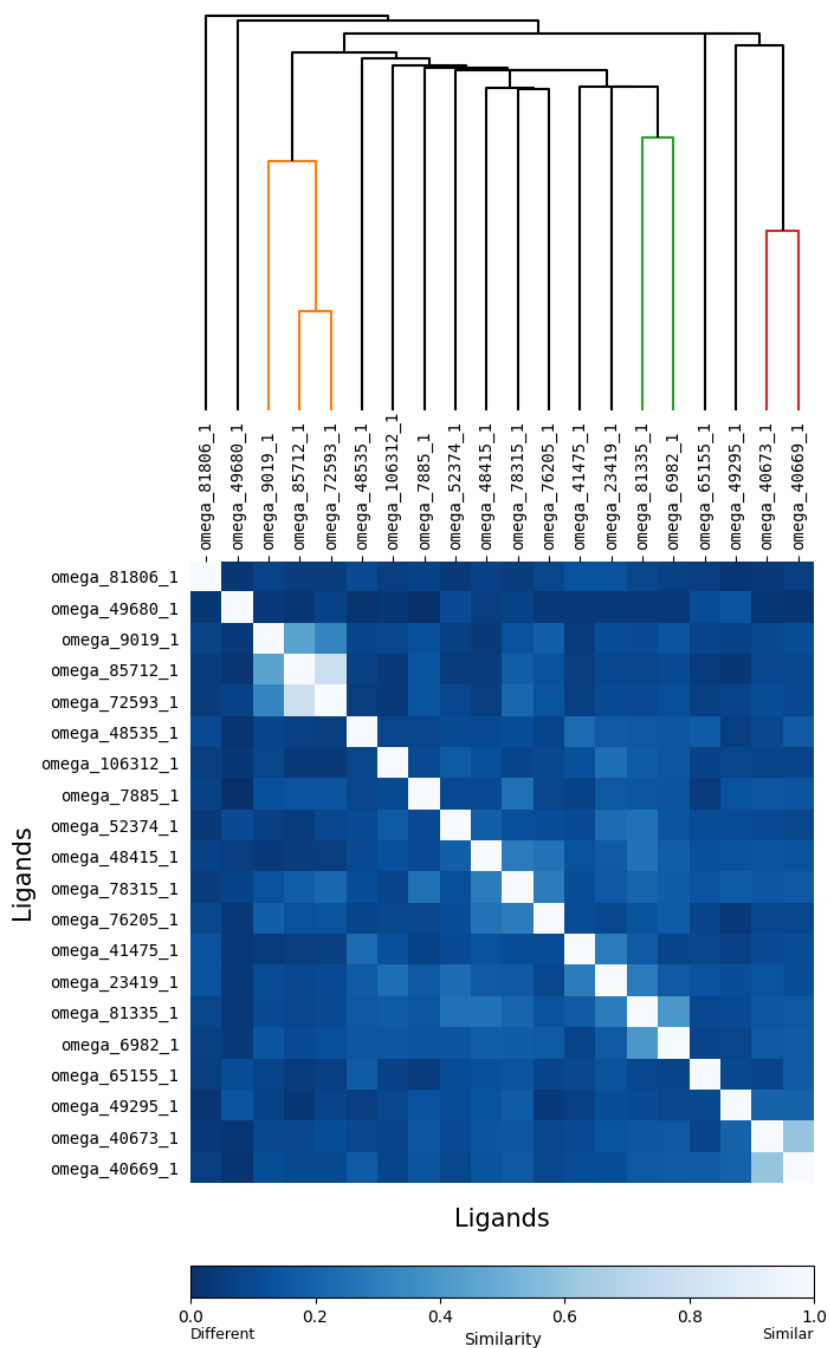 omega_81806_1
omega_49680_1
omega_9019_1
omega_85712_1
omega_72593_1
omega_48535_1
omega_106312_1
omega_7885_1
omega_52374_1
omega_48415_1
omega_78315_1
omega_76205_1
omega_41475_1
omega_23419_1
omega_81335_1
omega_6982_1
omega_65155_1
omega_49295_1
omega_40673_1
omega_40669_1
Ligands
omega_81806_1
omega_49680_1
omega_9019_1
omega_85712_1
omega_72593_1
omega_48535_1
omega_106312_1
omega_7885_1
omega_52374_1
omega_48415_1
omega_78315_1
omega_76205_1
omega_41475_1
omega_23419_1
omega_81335_1
omega_6982_1
omega_65155_1
omega_49295_1
omega_40673_1
omega_40669_1
Ligands
0.0 0.2 0.4 0.6 0.8 1.0
Different Similarity Similar